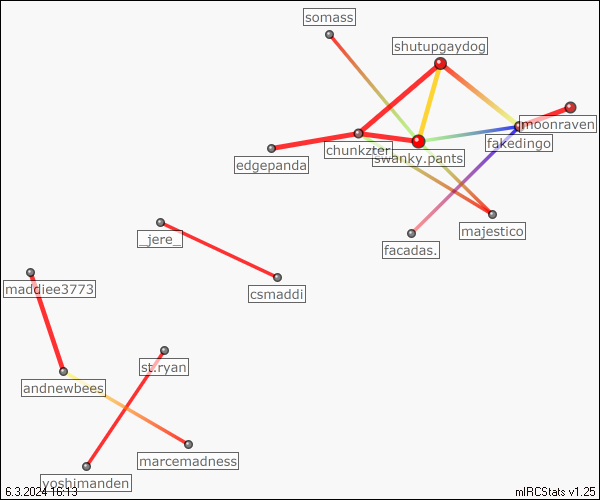 somass
shutupgaydog
moonraven
fakedingo
chunkzter
swanky.pants
edgepanda
majestico
_jere_
facadas.
maddiee3773
csmaddi
st.ryan
andnewbees
marcemadness
yoshimanden
6.3.2024 16:13
mIRCStats v1.25